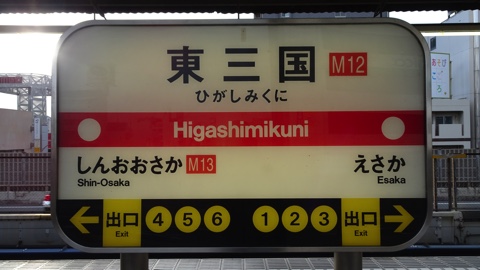 東三国 M12
ひがしみくに
Higashimikuni
しんおおさか M13 えさか
Shin-Osaka Esaka
出口 4 5 6 1 2 3 出口
Exit Exit